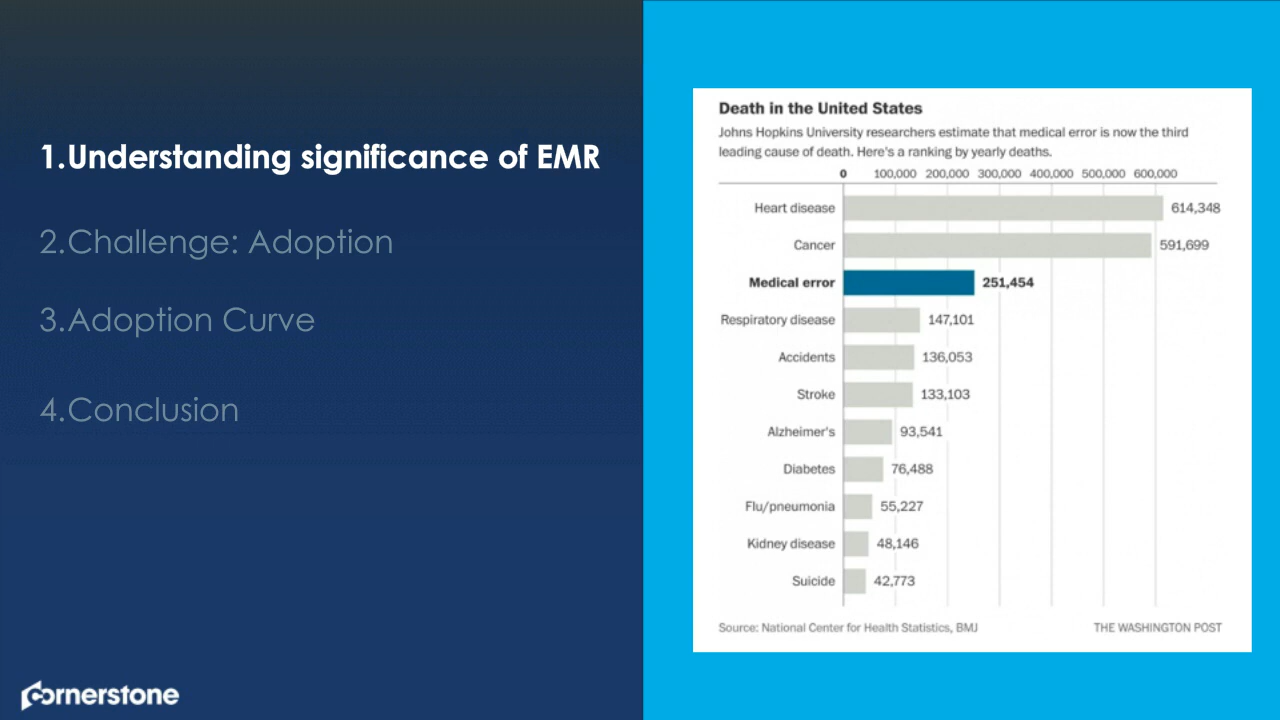 1.Understanding significance of EMR
2.Challenge: Adoption
3.Adoption Curve
4.Conclusion
cornerstone
Death in the United States
Johns Hopkins University researchers estimate that medical error is now the third
leading cause of death. Here's a ranking by yearly deaths.
0 100,000 200,000 300,000 400,000 500,000 600,000
Heart disease 614,348
Cancer 591,699
Medical error 251,454
Respiratory disease 147,101
Accidents 136,053
Stroke 133,103
Alzheimer's 93,541
Diabetes 76,488
Flu/pneumonia 55,227
Kidney disease 48,146
Suicide 42,773
Source: National Center for Health Statistics, BMJ THE WASHINGTON POST